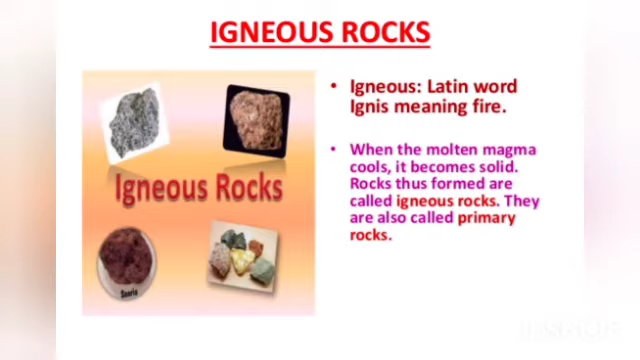 IGNEOUS ROCKS
• Igneous: Latin word
Ignis meaning fire.
• When the molten magma
cools, it becomes solid.
Rocks thus formed are
called igneous rocks. They
are also called primary
rocks.
Igneous Rocks
Scoria